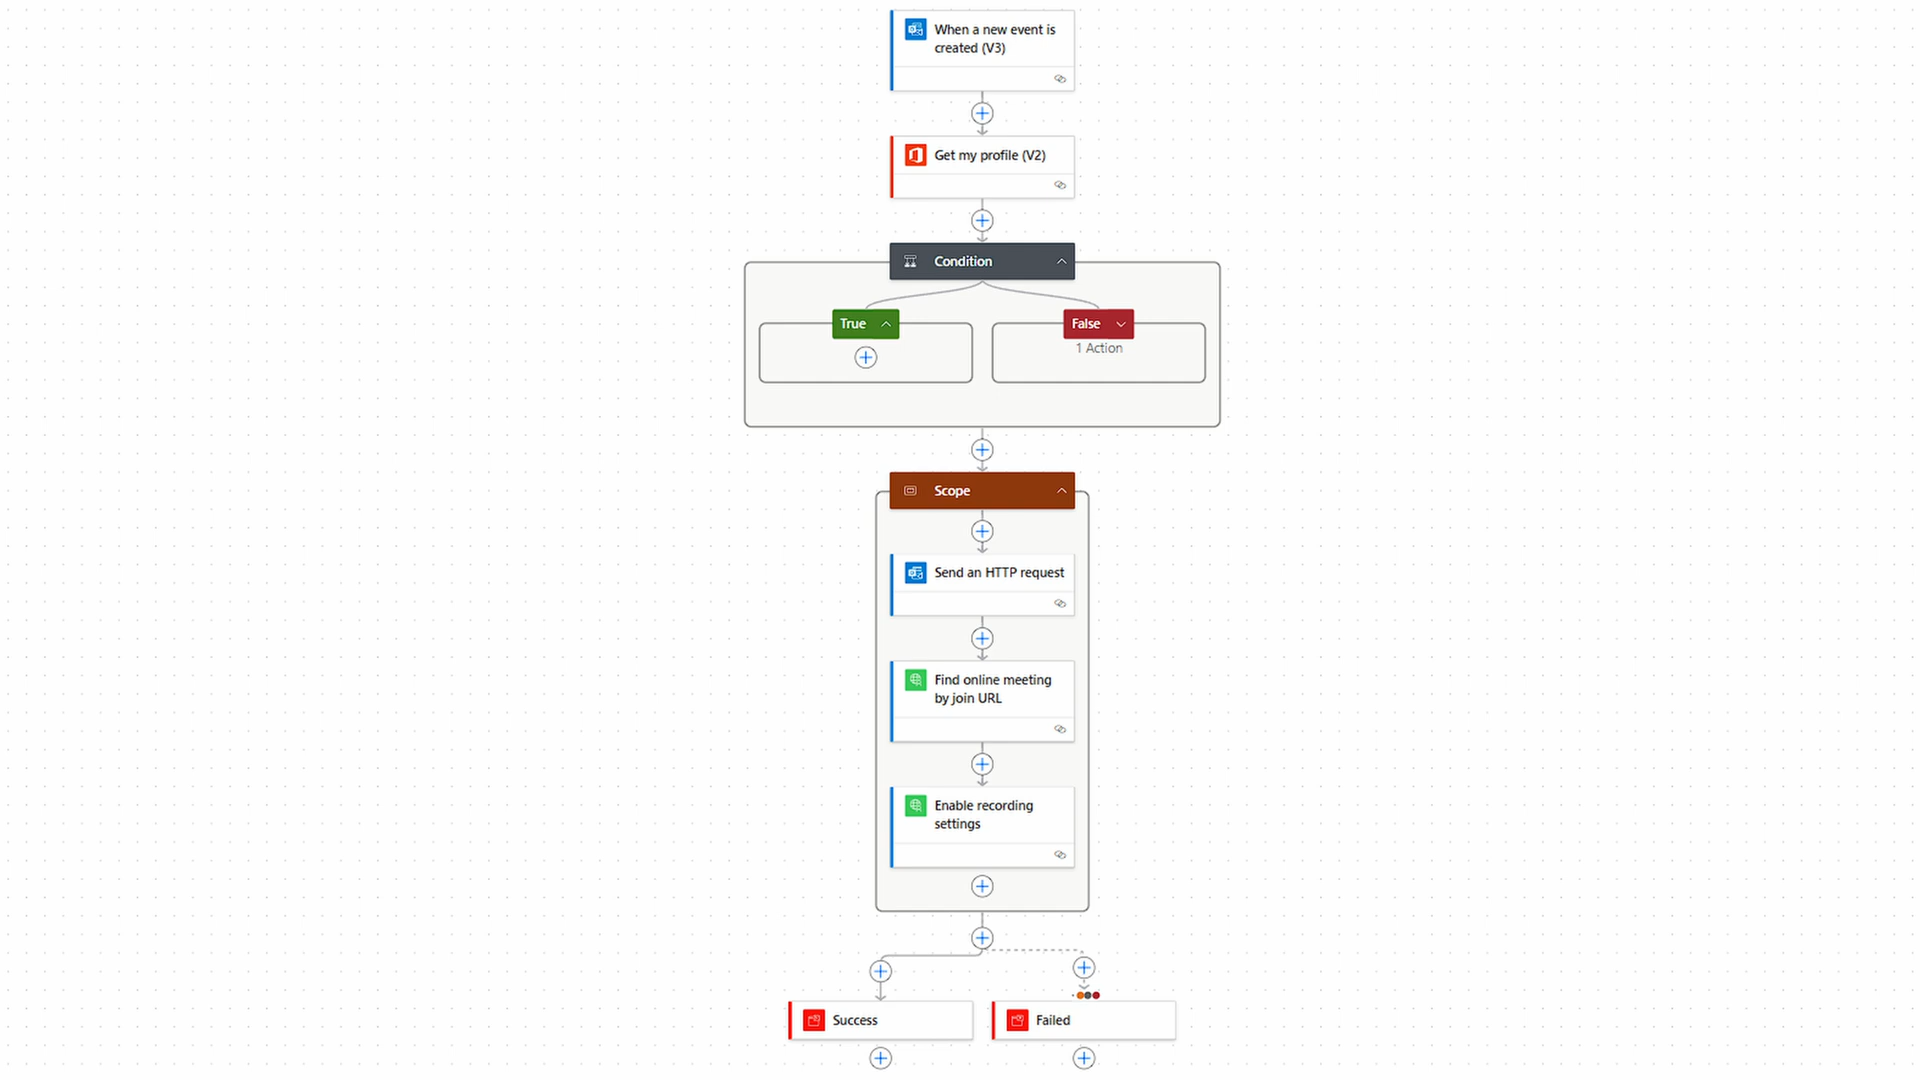 When a new event is
created (V3)
Get my profile (V2)
Condition
True
False
1 Action
Scope
Send an HTTP request
Find online meeting
by join URL
Enable recording
settings
Success
Failed